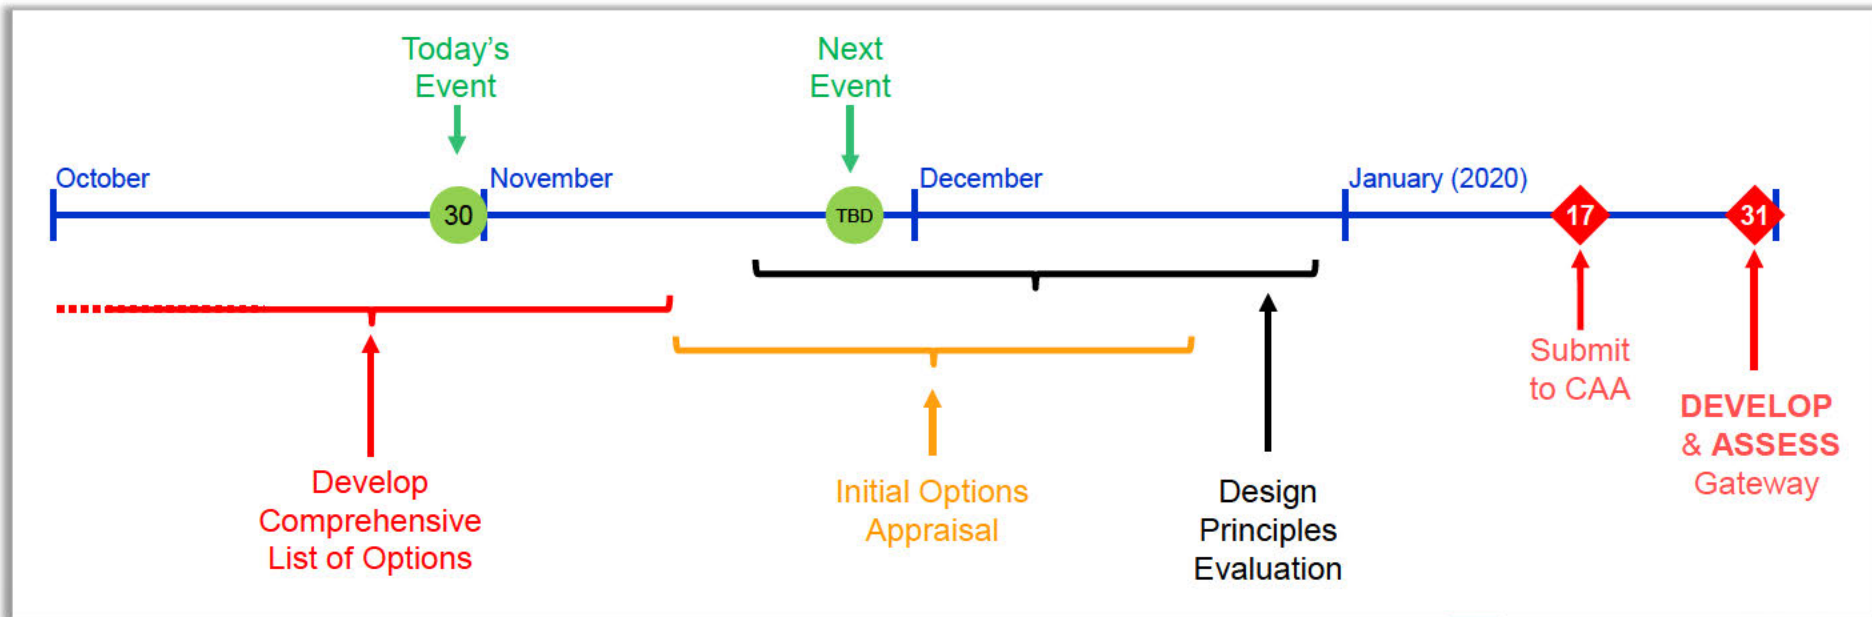 Today's
Event
Next
Event
October
November
December
January (2020)
30
TBD
17
31
Submit
to CAA
DEVELOP
& ASSESS
Gateway
Develop
Comprehensive
List of Options
Initial Options
Appraisal
Design
Principles
Evaluation